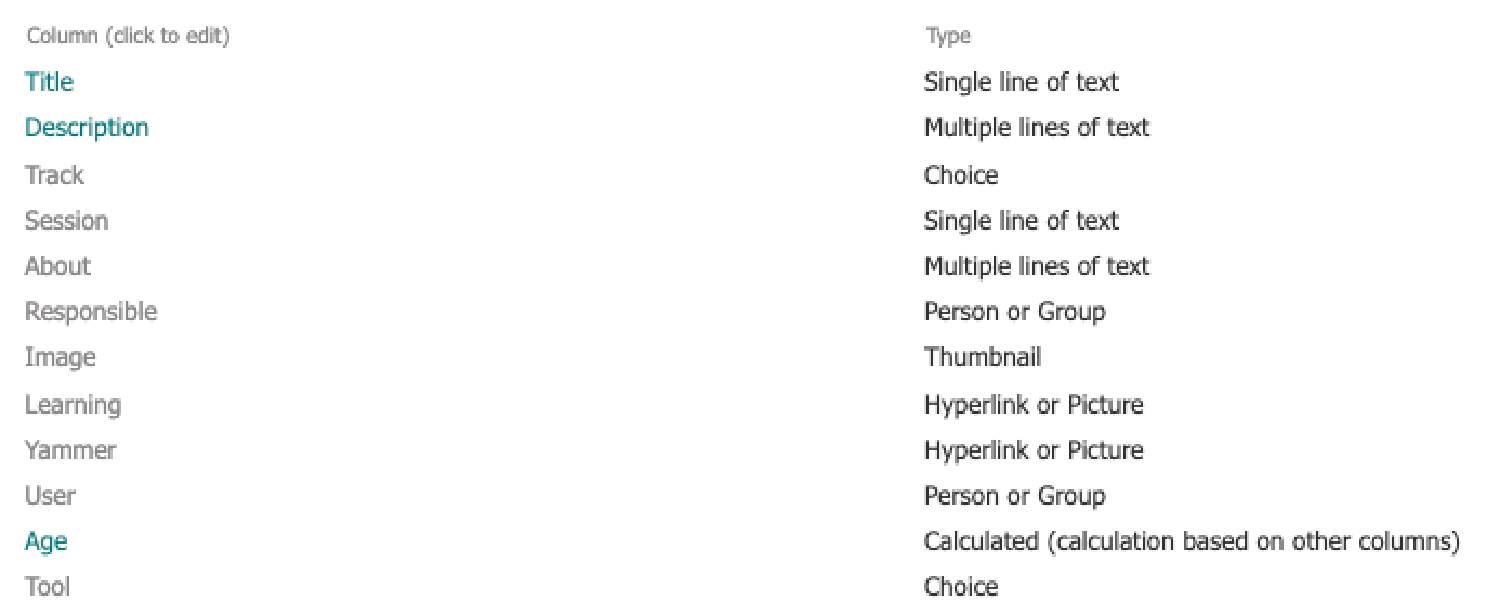 Column (click to edit) Type
Title Single line of text
Description Multiple lines of text
Track Choice
Session Single line of text
About Multiple lines of text
Responsible Person or Group
Image Thumbnail
Learning Hyperlink or Picture
Yammer Hyperlink or Picture
User Person or Group
Age Calculated (calculation based on other columns)
Tool Choice